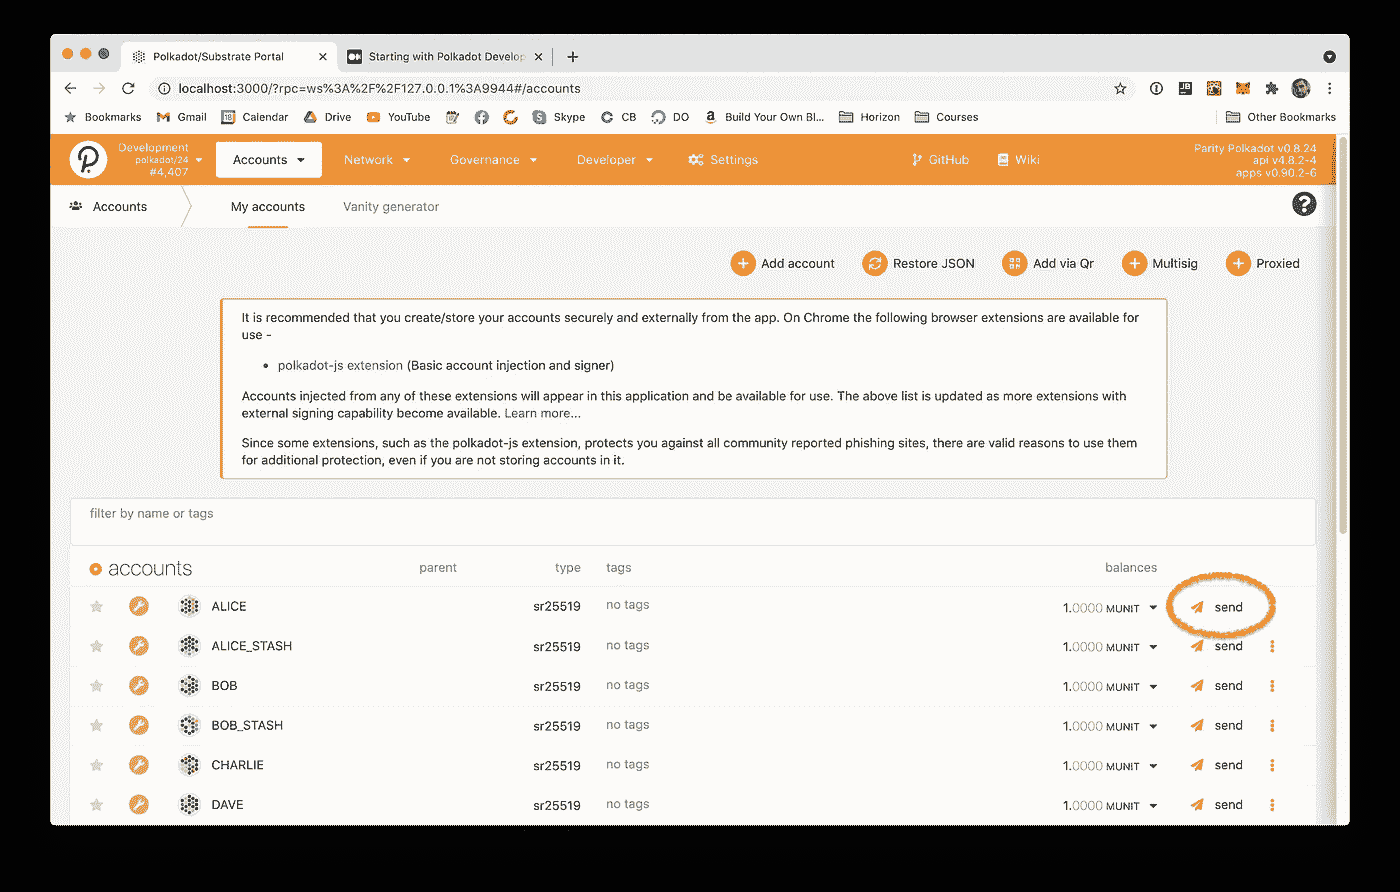 Polkadot/Substrate Portal
Starting with Polkadot Develop
localhost:3000/?rpc=ws%3A%2F%2F127.0.0.1%3A9944#/accounts
JB
Bookmarks
18
Gmail
Calendar
Drive
YouTube
Skype
CB
DO
Build Your Own Bl...
Horizon
Courses
Other Bookmarks
Development
polkadot/24
#4,407
Accounts
Network
Governance
Developer
Settings
GitHub
Wiki
Parity Polkadot v0.8.24
api v4.8.2-4
apps v0.90.2-6
Accounts
My accounts
Vanity generator
Add account
Restore JSON
Add via Qr
Multisig
Proxied
It is recommended that you create/store your accounts securely and externally from the app. On Chrome the following browser extensions are available for
use -
• polkadot-js extension (Basic account injection and signer)
Accounts injected from any of these extensions will appear in this application and be available for use. The above list is updated as more extensions with
external signing capability become available. Learn more...
Since some extensions, such as the polkadot-js extension, protects you against all community reported phishing sites, there are valid reasons to use them
for additional protection, even if you are not storing accounts in it.
filter by name or tags
accounts parent type tags balances
ALICE sr25519 no tags 1.0000 MUNIT send
ALICE_STASH sr25519 no tags 1.0000 MUNIT send
BOB sr25519 no tags 1.0000 MUNIT send
BOB_STASH sr25519 no tags 1.0000 MUNIT send
CHARLIE sr25519 no tags 1.0000 MUNIT send
DAVE sr25519 no tags 1.0000 MUNIT send